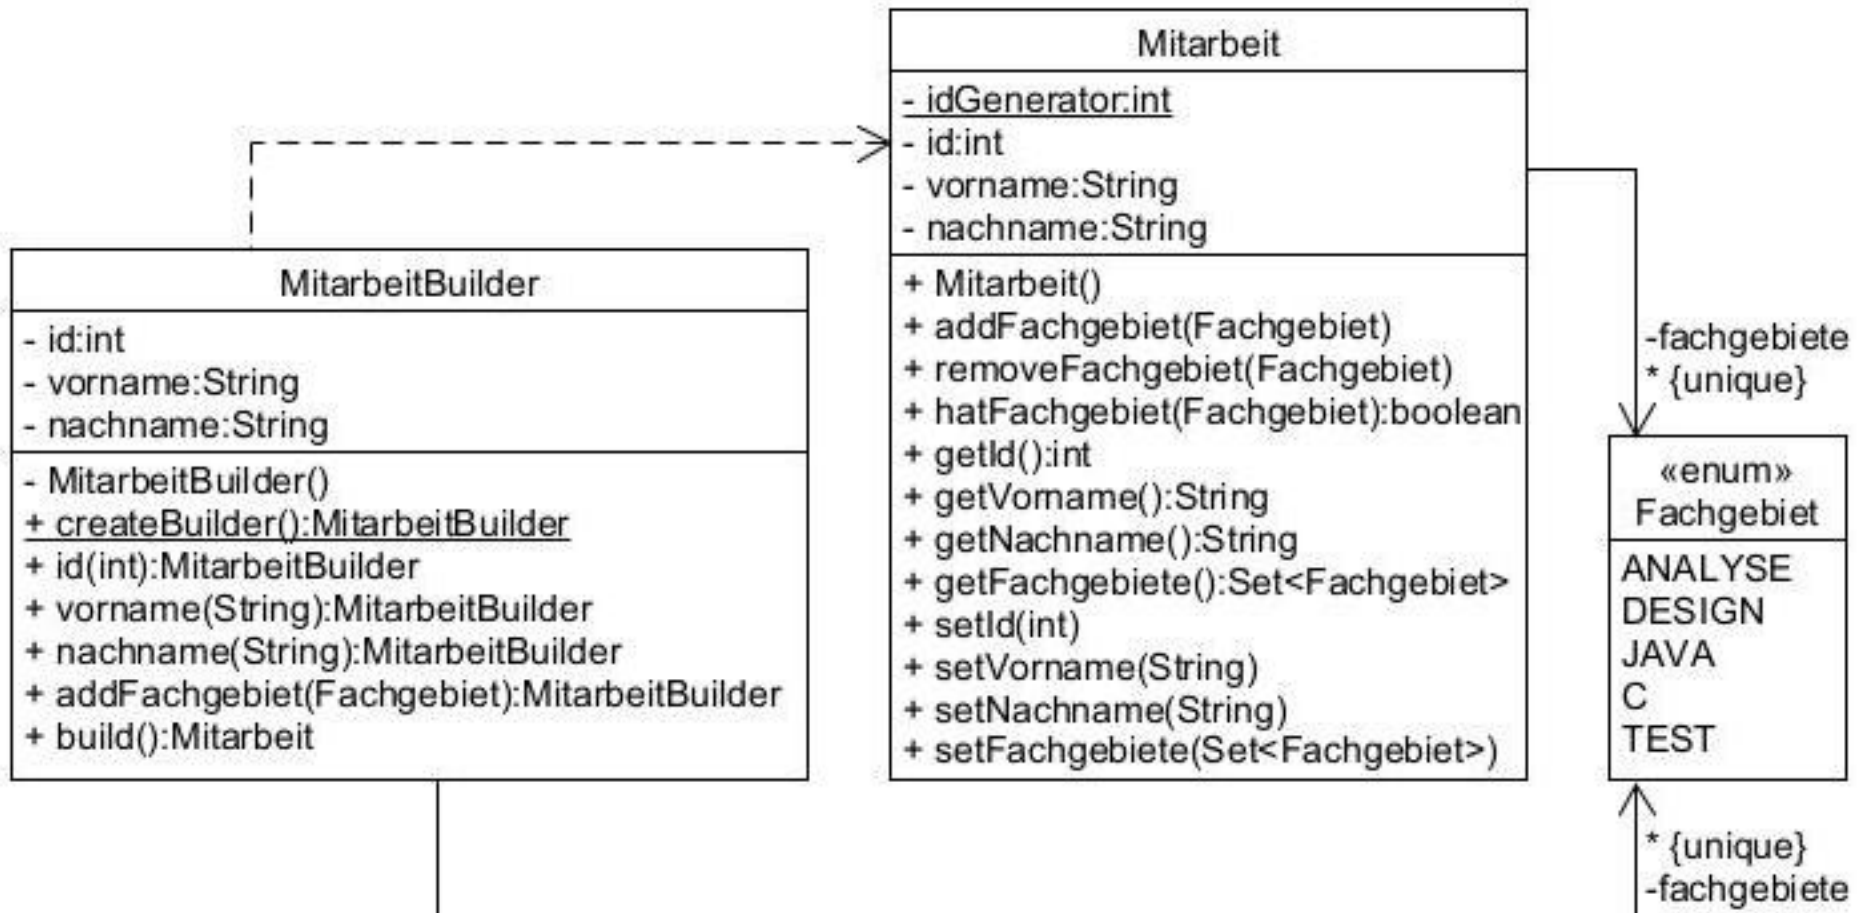 Mitarbeit
- idGenerator:int
- id:int
- vorname:String
- nachname:String
+ Mitarbeit()
+ addFachgebiet(Fachgebiet)
+ removeFachgebiet(Fachgebiet)
+ hatFachgebiet(Fachgebiet):boolean
+ getId():int
+ getVorname():String
+ getNachname():String
+ getFachgebiete():Set<Fachgebiet>
+ setId(int)
+ setVorname(String)
+ setNachname(String)
+ setFachgebiete(Set<Fachgebiet>)
MitarbeitBuilder
- id:int
- vorname:String
- nachname:String
- MitarbeitBuilder()
+ createBuilder():MitarbeitBuilder
+ id(int):MitarbeitBuilder
+ vorname(String):MitarbeitBuilder
+ nachname(String):MitarbeitBuilder
+ addFachgebiet(Fachgebiet):MitarbeitBuilder
+ build():Mitarbeit
-fachgebiete
* {unique}
«enum»
Fachgebiet
ANALYSE
DESIGN
JAVA
C
TEST
* {unique}
-fachgebiete